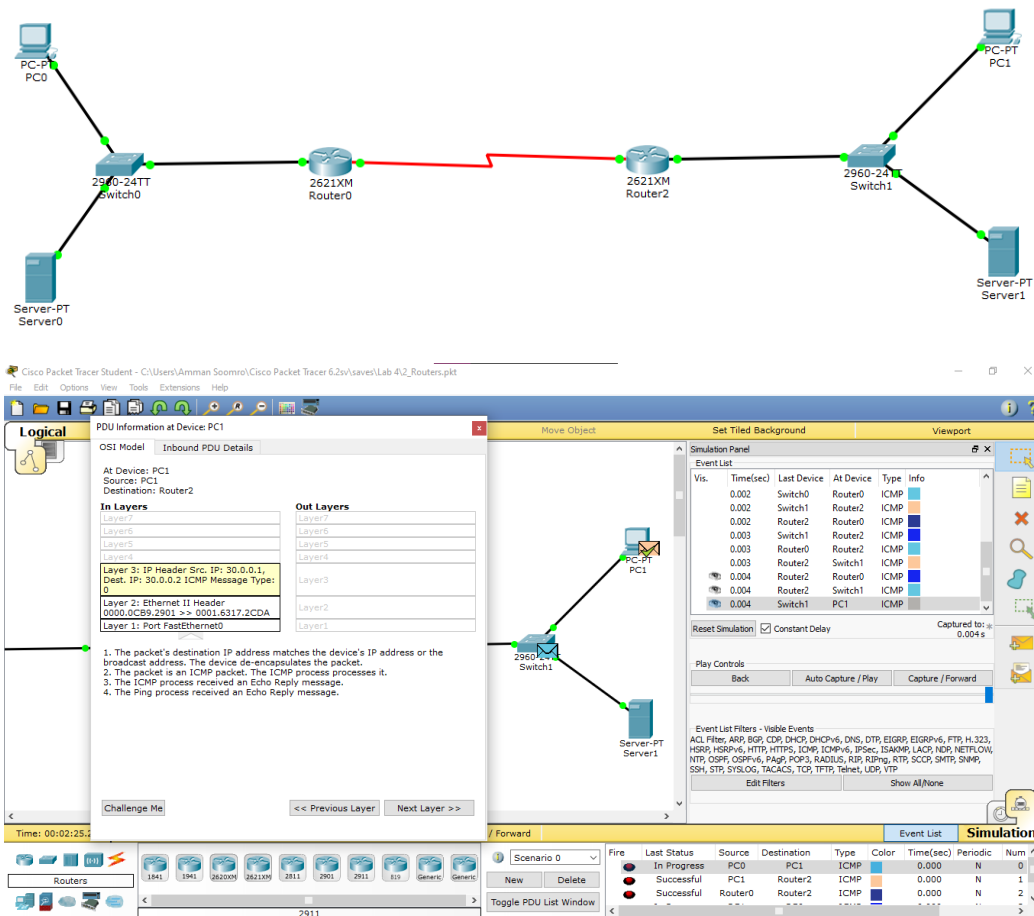 PC-PT
PC0
PC-PT
PC1
2960-24TT
Switch0
2621XM
Router0
2621XM
Router2
2960-24TT
Switch1
Server-PT
Server0
Server-PT
Server1
Cisco Packet Tracer Student - C:\Users\Amman Soomro\Cisco Packet Tracer 6.2sv\saves\Lab 4\2_Routers.pkt
File Edit Options View Tools Extensions Help
Logical
Move Object
Set Tiled Background
Viewport
PDU Information at Device: PC1
OSI Model
Inbound PDU Details
At Device: PC1
Source: PC1
Destination: Router2
In Layers
Out Layers
Layer7
Layer7
Layer6
Layer6
Layer5
Layer5
Layer4
Layer4
Layer 3: IP Header Src. IP: 30.0.0.1,
Dest. IP: 30.0.0.2 ICMP Message Type:
0
Layer3
Layer 2: Ethernet II Header
0000.0CB9.2901 >> 0001.6317.2CDA
Layer2
Layer 1: Port FastEthernet0
Layer1
1. The packet's destination IP address matches the device's IP address or the
broadcast address. The device de-encapsulates the packet.
2. The packet is an ICMP packet. The ICMP process processes it.
3. The ICMP process received an Echo Reply message.
4. The Ping process received an Echo Reply message.
Challenge Me
<< Previous Layer
Next Layer >>
PC-PT
PC1
Switch1
Server-PT
Server1
Simulation Panel
Event List
Vis. Time(sec) Last Device At Device Type Info
0.002 Switch0 Router0 ICMP
0.002 Switch1 Router2 ICMP
0.002 Router2 Router0 ICMP
0.003 Router0 Router2 ICMP
0.003 Switch1 Router2 ICMP
0.003 Switch1 Router2 ICMP
0.004 Router2 Router0 ICMP
0.004 Router2 Switch1 ICMP
0.004 Switch1 PC1 ICMP
Reset Simulation
Constant Delay
Captured to:
0.004 s
Play Controls
Back
Auto Capture / Play
Capture / Forward
Event List Filters - Visible Events
ACL Filter, ARP, BGP, CDP, DHCP, DHCPv6, DNS, DTP, EIGRP, EIGRPv6, FTP, H.323,
HSRP, HSRPv6, HTTP, HTTPS, ICMP, ICMPv6, IPSec, ISAKMP, LACP, NDP, NETFLOW,
NTP, OSPF, OSPFv6, PAgP, POP3, RADIUS, RIP, RIPng, RTP, SCCP, SMTP, SNMP,
SSH, STP, SYSLOG, TACACS, TCP, TFTP, Telnet, UDP, VTP
Edit Filters
Show All/None
Time: 00:02:25.2
/ Forward
Event List
Simulation
Routers
1841
1941
2620XM
2621XM
2811
2901
2911
819
Generic
Generic
2911
Scenario 0
New
Delete
Toggle PDU List Window
Fire Last Status Source Destination Type Color Time(sec) Periodic Num
In Progress PC0 PC1 ICMP 0.000 N 0
Successful PC1 Router2 ICMP 0.000 N 1
Successful Router0 Router2 ICMP 0.000 N 2